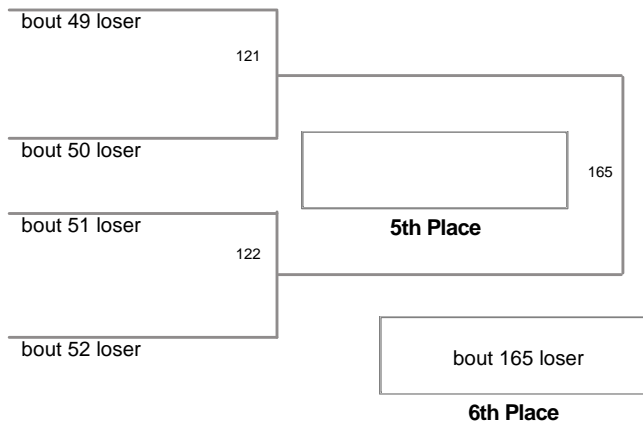 bout 49 loser
121
bout 50 loser
165
bout 51 loser
5th Place
122
bout 52 loser
bout 165 loser
6th Place